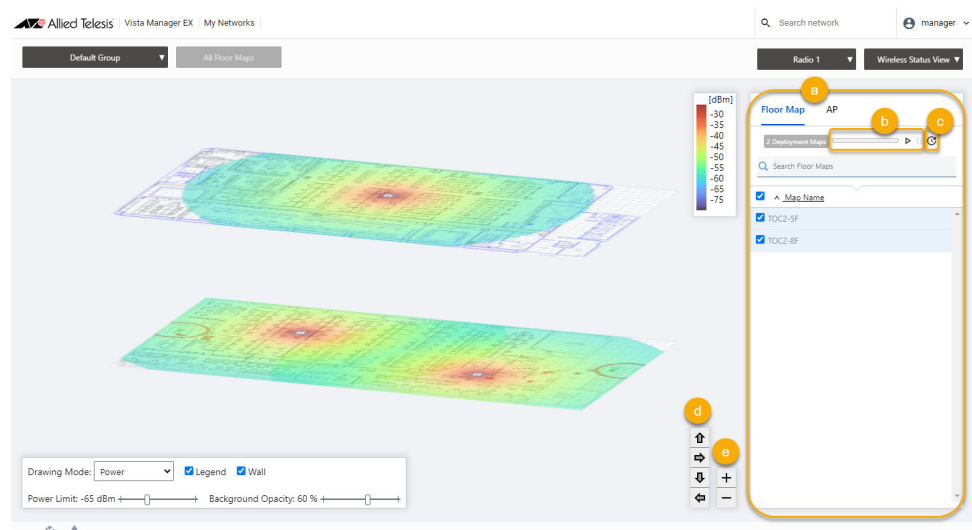 Allied Telesis Vista Manager EX My Networks Search network manager
Default Group All Floor Maps Radio 1 Wireless Status View
a
[dBm]
-30
-35
-40
-45
-50
-55
-60
-65
-75
Floor Map AP
b
c
2 Deployment Maps
Search Floor Maps
Map Name
TOC2-5F
TOC2-8F
d
e
Drawing Mode: Power Legend Wall
Power Limit: -65 dBm Background Opacity: 60 %